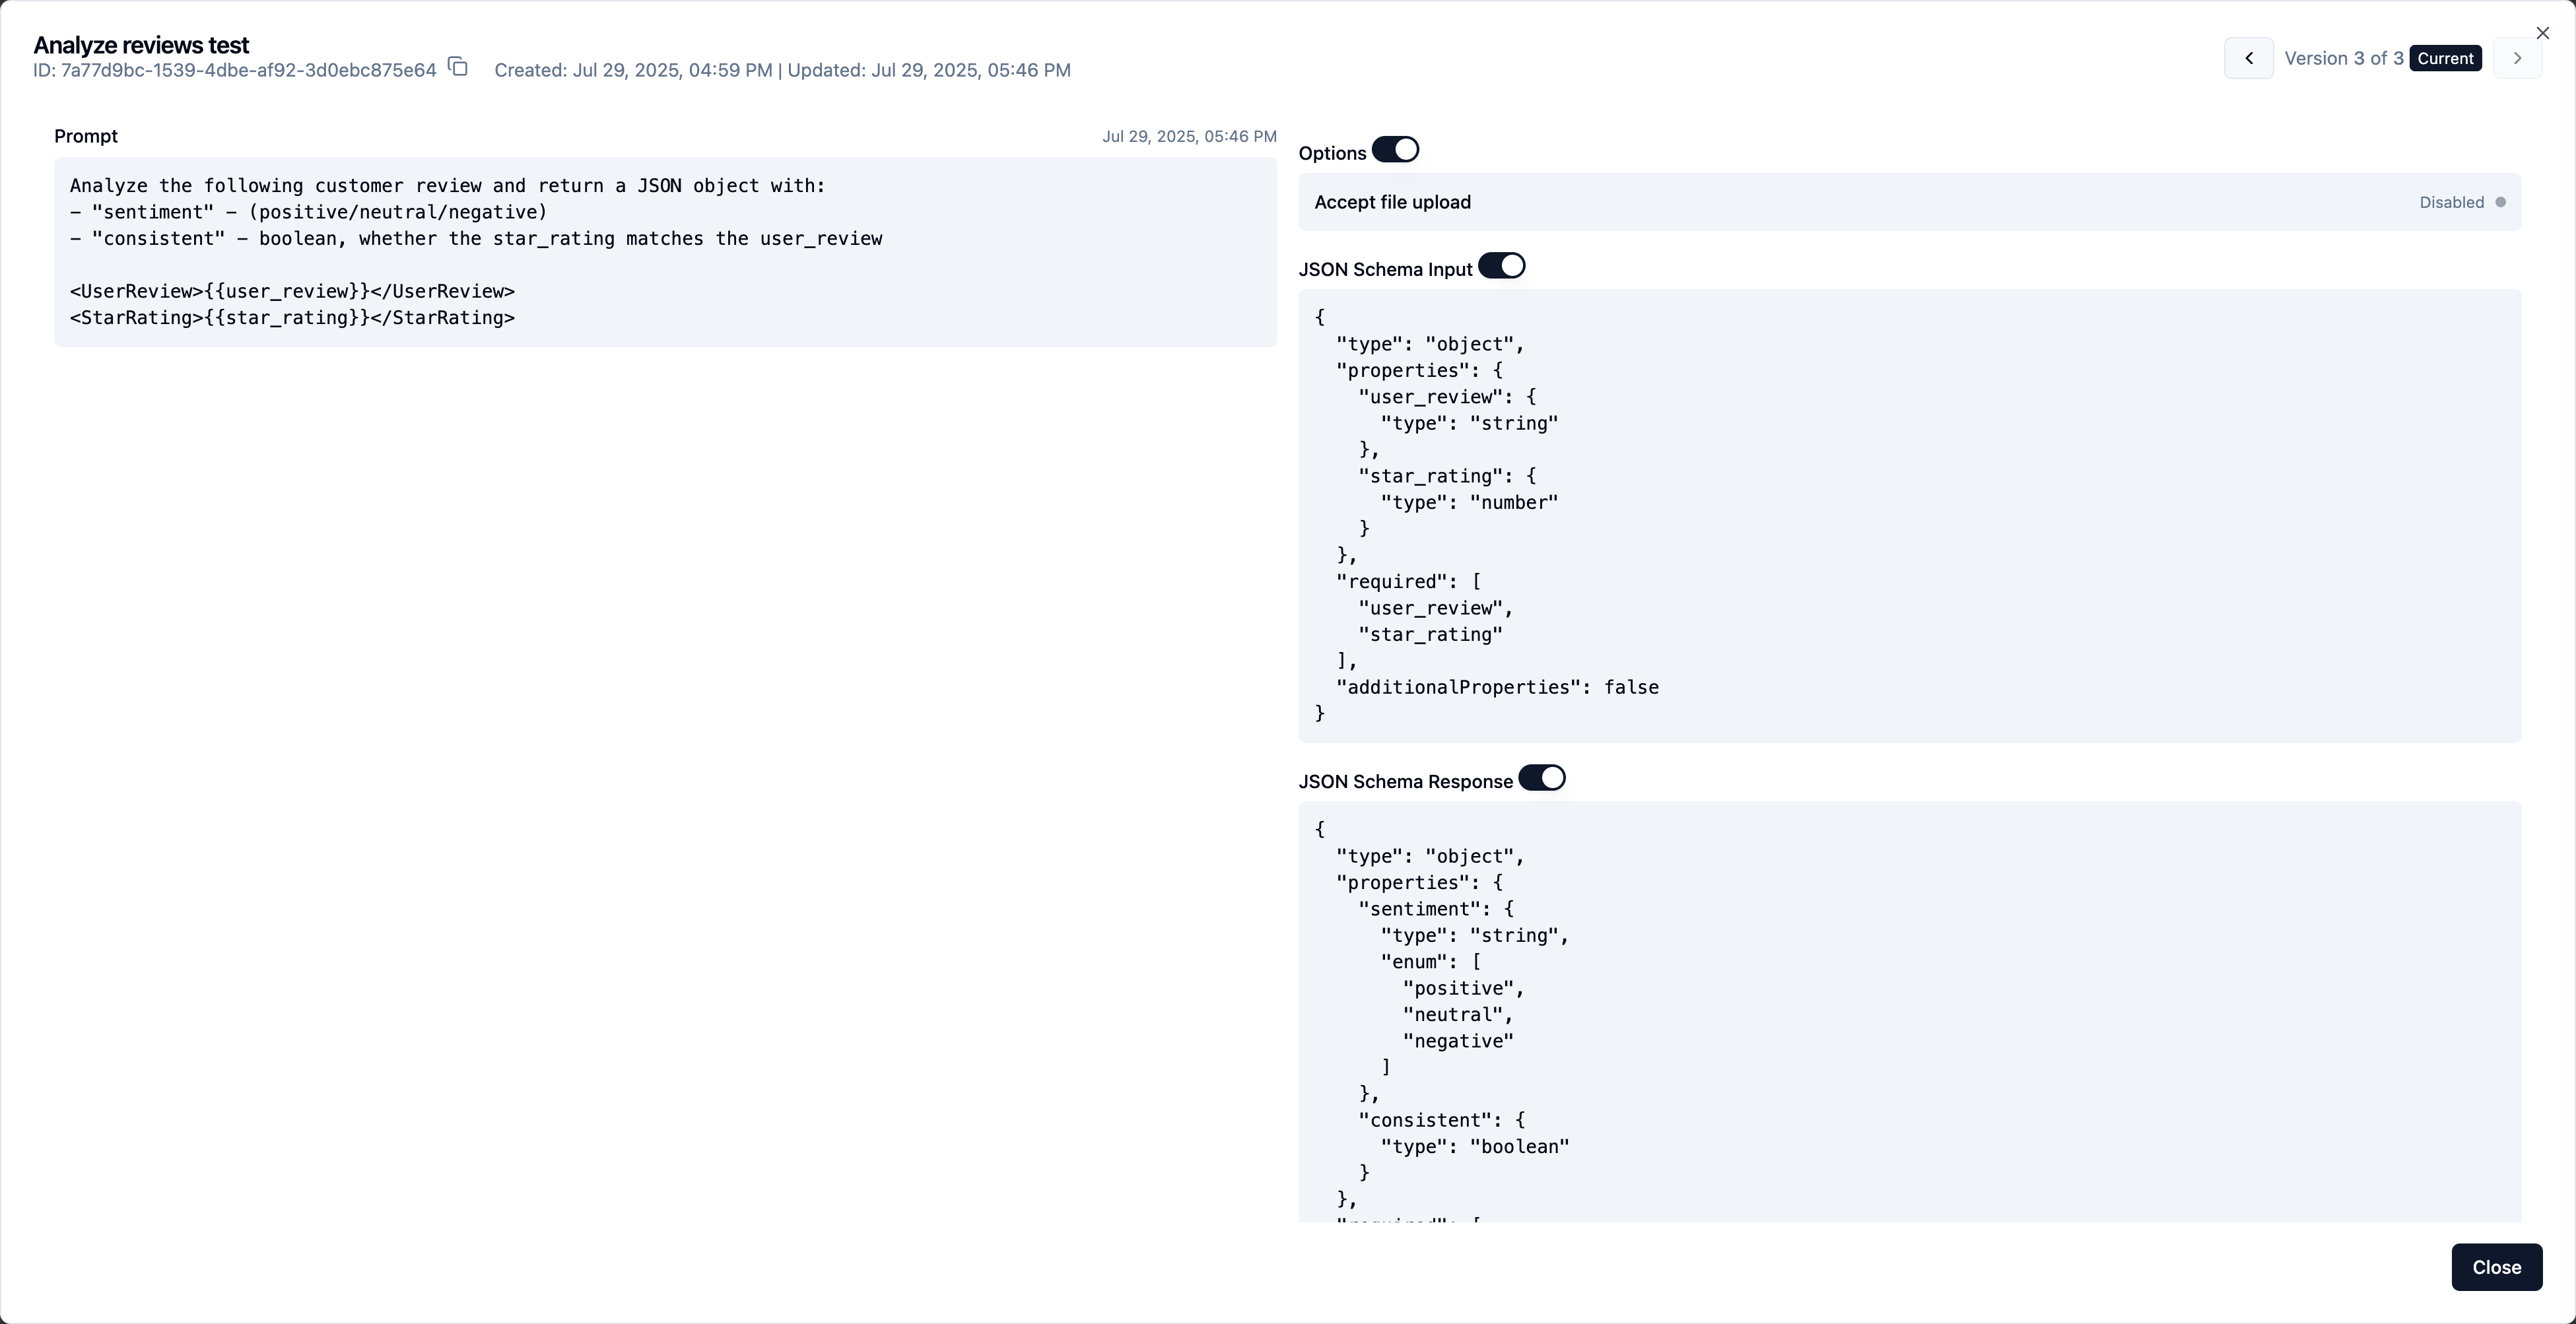 Analyze reviews test
ID: 7a77d9bc-1539-4dbe-af92-3d0ebc875e64 Created: Jul 29, 2025, 04:59 PM | Updated: Jul 29, 2025, 05:46 PM
Version 3 of 3 Current
Prompt Jul 29, 2025, 05:46 PM
Analyze the following customer review and return a JSON object with:
– "sentiment" – (positive/neutral/negative)
– "consistent" – boolean, whether the star_rating matches the user_review
<UserReview>{{user_review}}</UserReview>
<StarRating>{{star_rating}}</StarRating>
Options
Accept file upload Disabled
JSON Schema Input
{
  "type": "object",
  "properties": {
    "user_review": {
      "type": "string"
    },
    "star_rating": {
      "type": "number"
    }
  },
  "required": [
    "user_review",
    "star_rating"
  ],
  "additionalProperties": false
}
JSON Schema Response
{
  "type": "object",
  "properties": {
    "sentiment": {
      "type": "string",
      "enum": [
        "positive",
        "neutral",
        "negative"
      ]
    },
    "consistent": {
      "type": "boolean"
    }
  },
Close